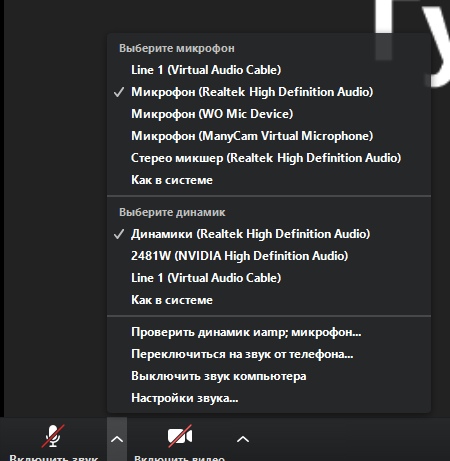 Гу
Выберите микрофон
Line 1 (Virtual Audio Cable)
Микрофон (Realtek High Definition Audio)
Микрофон (WO Mic Device)
Микрофон (ManyCam Virtual Microphone)
Стерео микшер (Realtek High Definition Audio)
Как в системе
Выберите динамик
Динамики (Realtek High Definition Audio)
2481W (NVIDIA High Definition Audio)
Line 1 (Virtual Audio Cable)
Как в системе
Проверить динамик иamp; микрофон...
Переключиться на звук от телефона...
Выключить звук компьютера
Настройки звука...
Включить звук
Включить видео